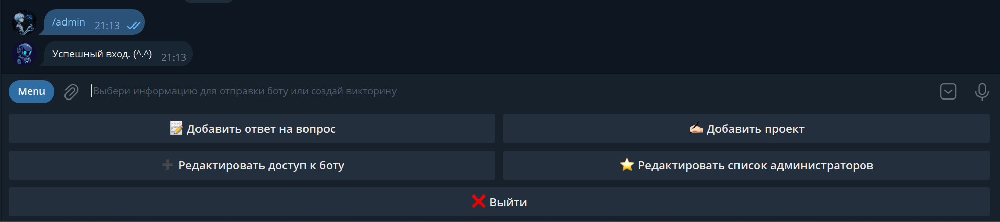 /admin 21:13
Успешный вход. (^.^) 21:13
Menu Выбери информацию для отправки боту или создай викторину
📝 Добавить ответ на вопрос
✍🏻 Добавить проект
➕ Редактировать доступ к боту
⭐ Редактировать список администраторов
❌ Выйти